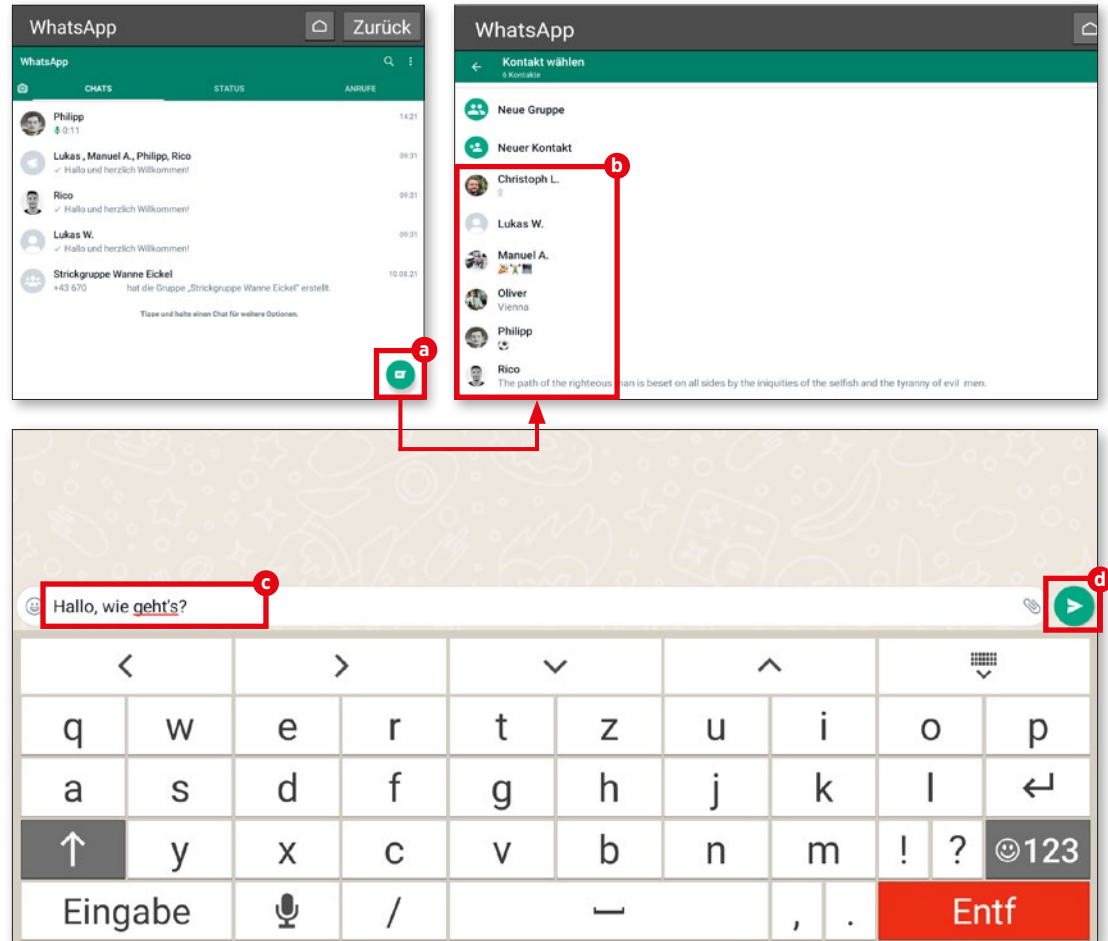 WhatsApp Zurück
WhatsApp
CHATS STATUS ANRUFE
Philipp 14:21
0:11
Lukas , Manuel A., Philipp, Rico 09:31
✓ Hallo und herzlich Willkommen!
Rico 09:31
✓ Hallo und herzlich Willkommen!
Lukas W. 09:31
✓ Hallo und herzlich Willkommen!
Strickgruppe Wanne Eickel 10.08.21
+43 670 hat die Gruppe „Strickgruppe Wanne Eickel" erstellt.
Tippe und halte einen Chat für weitere Optionen.
a
WhatsApp
Kontakt wählen
6 Kontakte
Neue Gruppe
Neuer Kontakt
b
Christoph L.
Lukas W.
Manuel A.
Oliver
Vienna
Philipp
Rico
The path of the righteous man is beset on all sides by the iniquities of the selfish and the tyranny of evil men.
c
d
Hallo, wie geht's?
q w e r t z u i o p
a s d f g h j k l
y x c v b n m ! ? 123
Eingabe / , . Entf